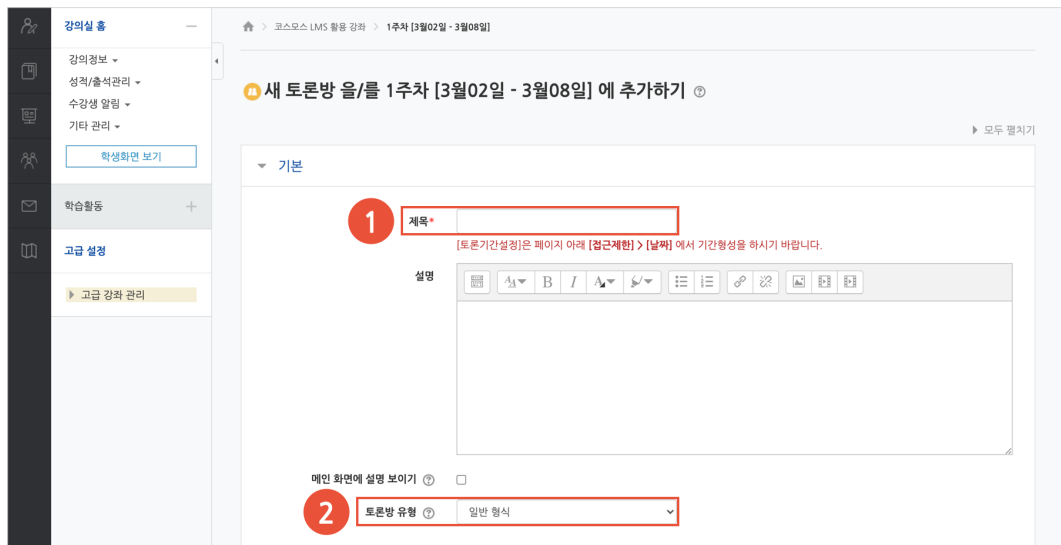 강의실 홈
코스모스 LMS 활용 강좌 > 1주차 [3월02일 - 3월08일]
강의정보
성적/출석관리
수강생 알림
기타 관리
학생화면 보기
학습활동
고급 설정
고급 강좌 관리
새 토론방 을/를 1주차 [3월02일 - 3월08일] 에 추가하기
모두 펼치기
기본
1 제목*
[토론기간설정]은 페이지 아래 [접근제한] > [날짜] 에서 기간형성을 하시기 바랍니다.
설명
메인 화면에 설명 보이기
2 토론방 유형 일반 형식